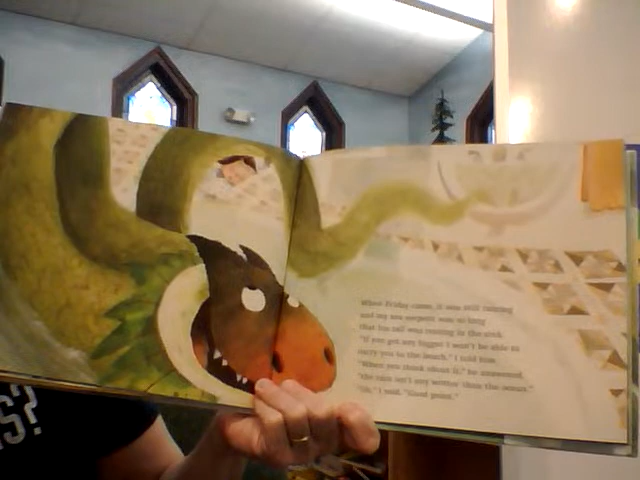 When Friday came, it was still raining
and my sea serpent was so long
that his tail was resting in the sink.
"If you get any bigger I won't be able to
carry you to the beach," I told him.
"When you think about it," he answered,
"the rain isn't any wetter than the ocean."
"Oh," I said. "Good point."
S?